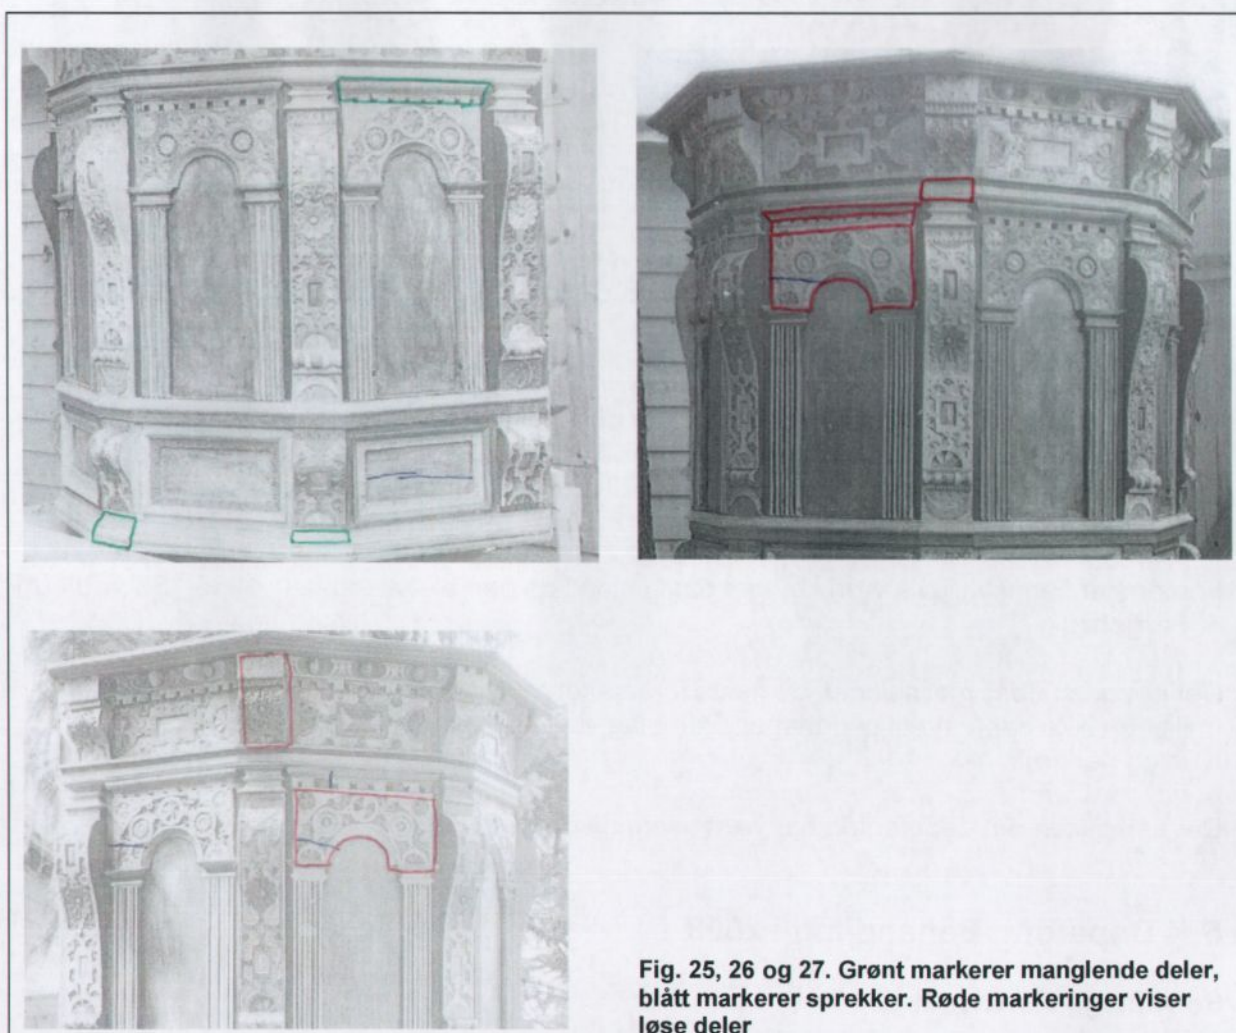 Fig. 25, 26 og 27. Grønt markerer manglende deler,
blått markerer sprekker. Røde markeringer viser
løse deler